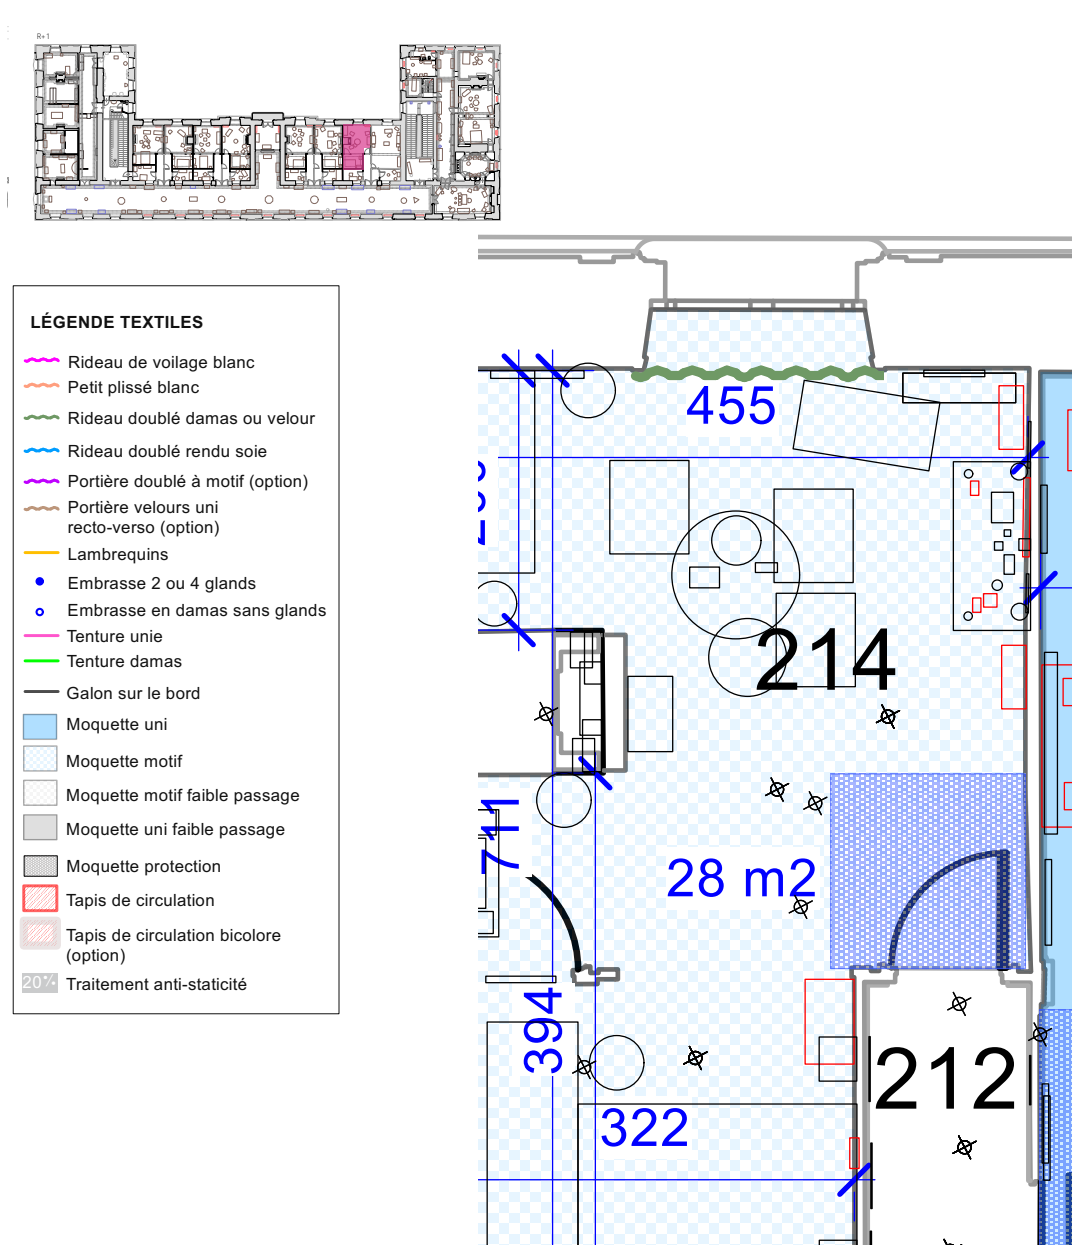 R+1
LÉGENDE TEXTILES
Rideau de voilage blanc
Petit plissé blanc
Rideau doublé damas ou velour
Rideau doublé rendu soie
Portière doublé à motif (option)
Portière velours uni
recto-verso (option)
Lambrequins
Embrasse 2 ou 4 glands
Embrasse en damas sans glands
Tenture unie
Tenture damas
Galon sur le bord
Moquette uni
Moquette motif
Moquette motif faible passage
Moquette uni faible passage
Moquette protection
Tapis de circulation
Tapis de circulation bicolore
(option)
20% Traitement anti-staticité
455
214
711
28 m2
394
212
322